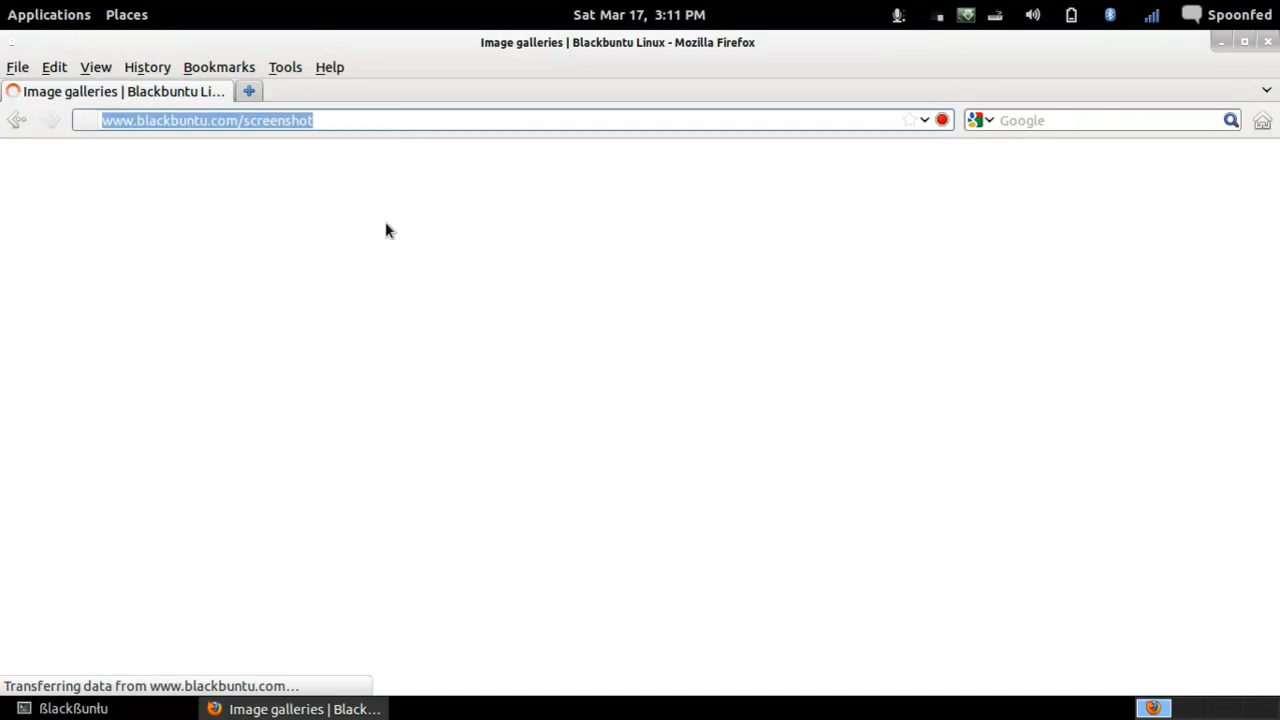 Applications Places Sat Mar 17, 3:11 PM Spoonfed
Image galleries | Blackbuntu Linux - Mozilla Firefox
File Edit View History Bookmarks Tools Help
Image galleries | Blackbuntu Li...
www.blackbuntu.com/screenshot Google
Transferring data from www.blackbuntu.com...
ßlackßuntu Image galleries | Black...